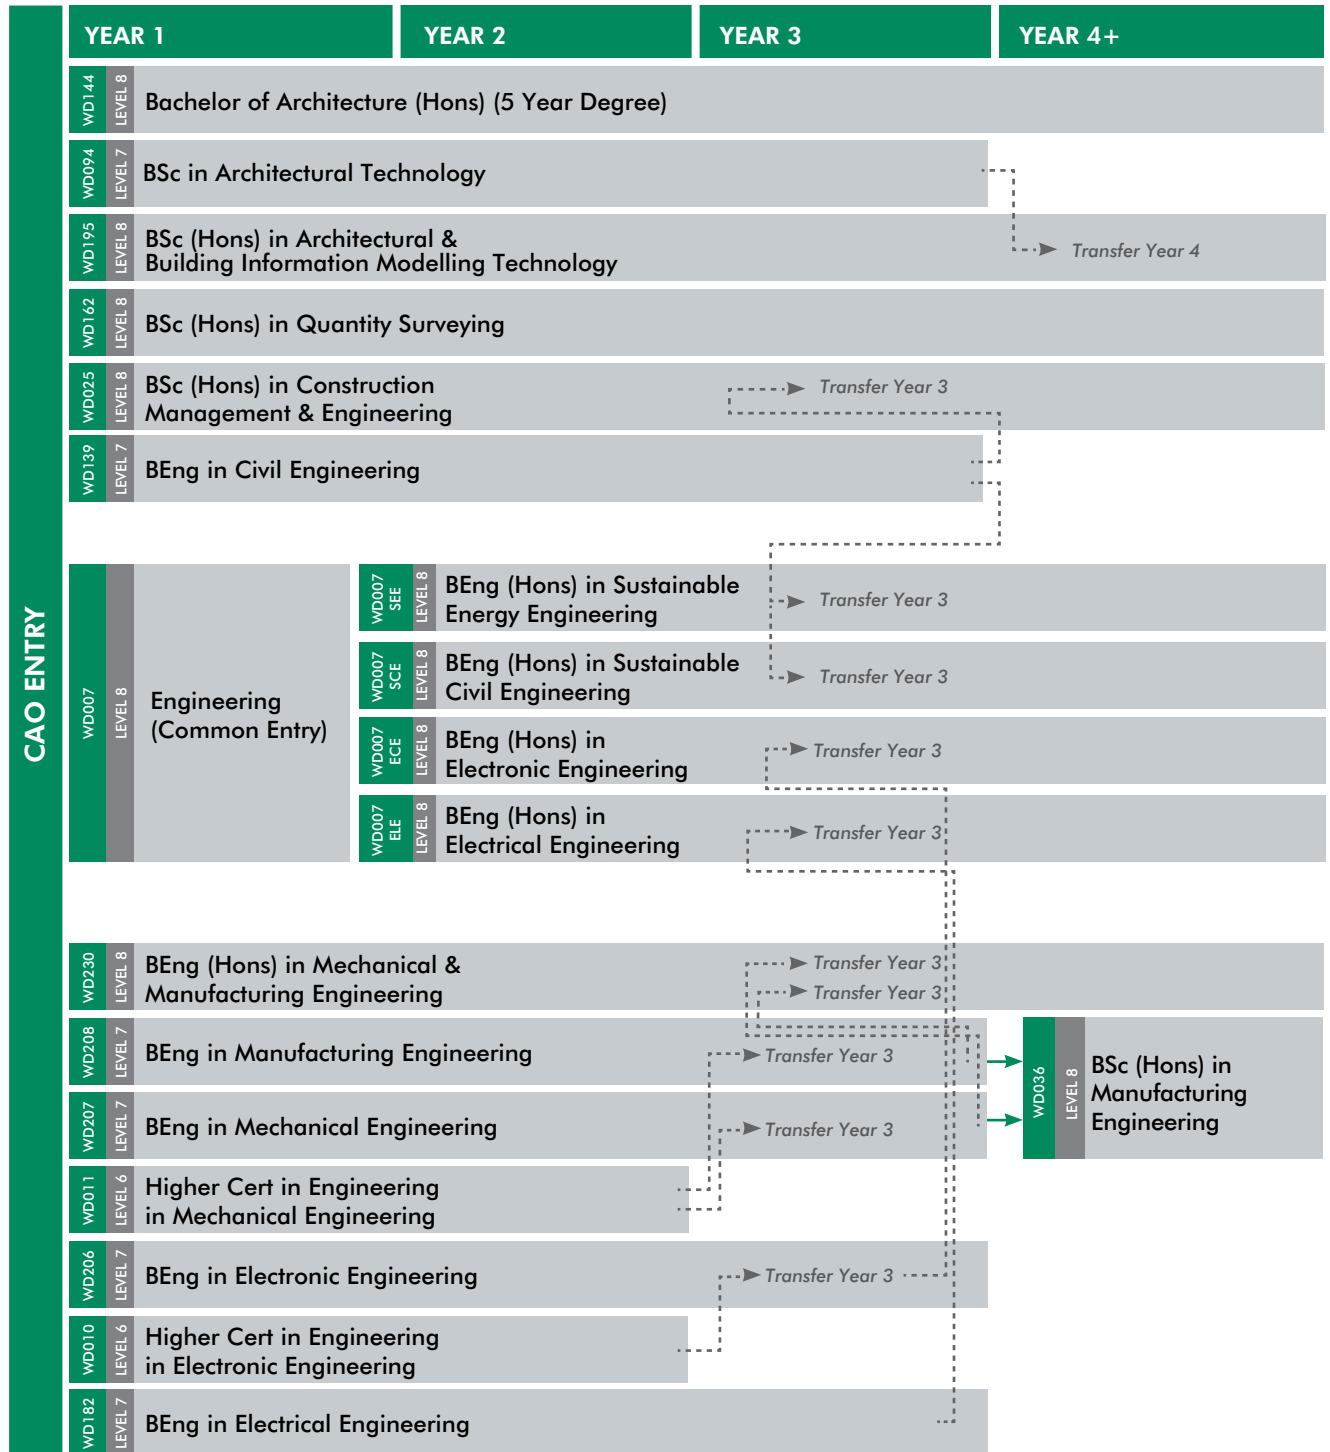 CAO ENTRY
YEAR 1
YEAR 2
YEAR 3
YEAR 4+
WD144
LEVEL 8
Bachelor of Architecture (Hons) (5 Year Degree)
WD094
LEVEL 7
BSc in Architectural Technology
WD195
LEVEL 8
BSc (Hons) in Architectural &
Building Information Modelling Technology
Transfer Year 4
WD162
LEVEL 8
BSc (Hons) in Quantity Surveying
WD025
LEVEL 8
BSc (Hons) in Construction
Management & Engineering
Transfer Year 3
WD139
LEVEL 7
BEng in Civil Engineering
WD007
LEVEL 8
Engineering
(Common Entry)
WD007
SEE
LEVEL 8
BEng (Hons) in Sustainable
Energy Engineering
Transfer Year 3
WD007
SCE
LEVEL 8
BEng (Hons) in Sustainable
Civil Engineering
Transfer Year 3
WD007
ECE
LEVEL 8
BEng (Hons) in
Electronic Engineering
Transfer Year 3
WD007
ELE
LEVEL 8
BEng (Hons) in
Electrical Engineering
Transfer Year 3
WD230
LEVEL 8
BEng (Hons) in Mechanical &
Manufacturing Engineering
Transfer Year 3
Transfer Year 3
WD208
LEVEL 7
BEng in Manufacturing Engineering
Transfer Year 3
WD036
LEVEL 8
BSc (Hons) in
Manufacturing
Engineering
WD207
LEVEL 7
BEng in Mechanical Engineering
Transfer Year 3
WD011
LEVEL 6
Higher Cert in Engineering
in Mechanical Engineering
WD206
LEVEL 7
BEng in Electronic Engineering
Transfer Year 3
WD010
LEVEL 6
Higher Cert in Engineering
in Electronic Engineering
WD182
LEVEL 7
BEng in Electrical Engineering